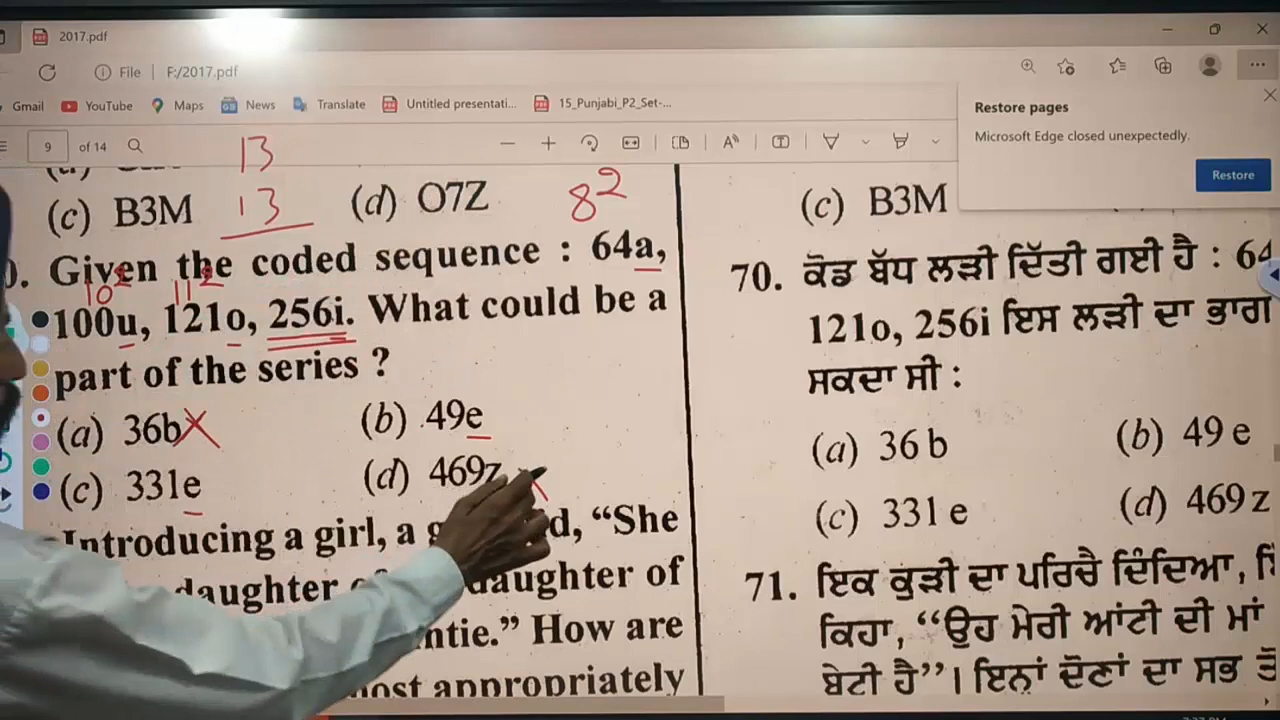 2017.pdf
File F:/2017.pdf
Gmail YouTube Maps News Translate Untitled presentati... 15_Punjabi_P2_Set-...
9 of 14
Restore pages
Microsoft Edge closed unexpectedly.
Restore
13
(c) B3M 13 (d) O7Z 8²
Given the coded sequence : 64a,
10² 11²
100u, 121o, 256i. What could be a
part of the series ?
(a) 36b (b) 49e
(c) 331e (d) 469z
Introducing a girl, a "She
daughter daughter of
ntie." How are
most appropriately
(c) B3M
70. ਕੋਡ ਬੱਧ ਲੜੀ ਦਿੱਤੀ ਗਈ ਹੈ : 64
121o, 256i ਇਸ ਲੜੀ ਦਾ ਭਾਗ
ਸਕਦਾ ਸੀ :
(a) 36 b (b) 49 e
(c) 331 e (d) 469 z
71. ਇਕ ਕੁੜੀ ਦਾ ਪਰਿਚੈ ਦਿੰਦਿਆ,
ਕਿਹਾ, "ਉਹ ਮੇਰੀ ਆਂਟੀ ਦੀ ਮਾਂ
ਬੇਟੀ ਹੈ"। ਇਨ੍ਹਾਂ ਦੋਣਾਂ ਦਾ ਸਭ ਤੋਂ